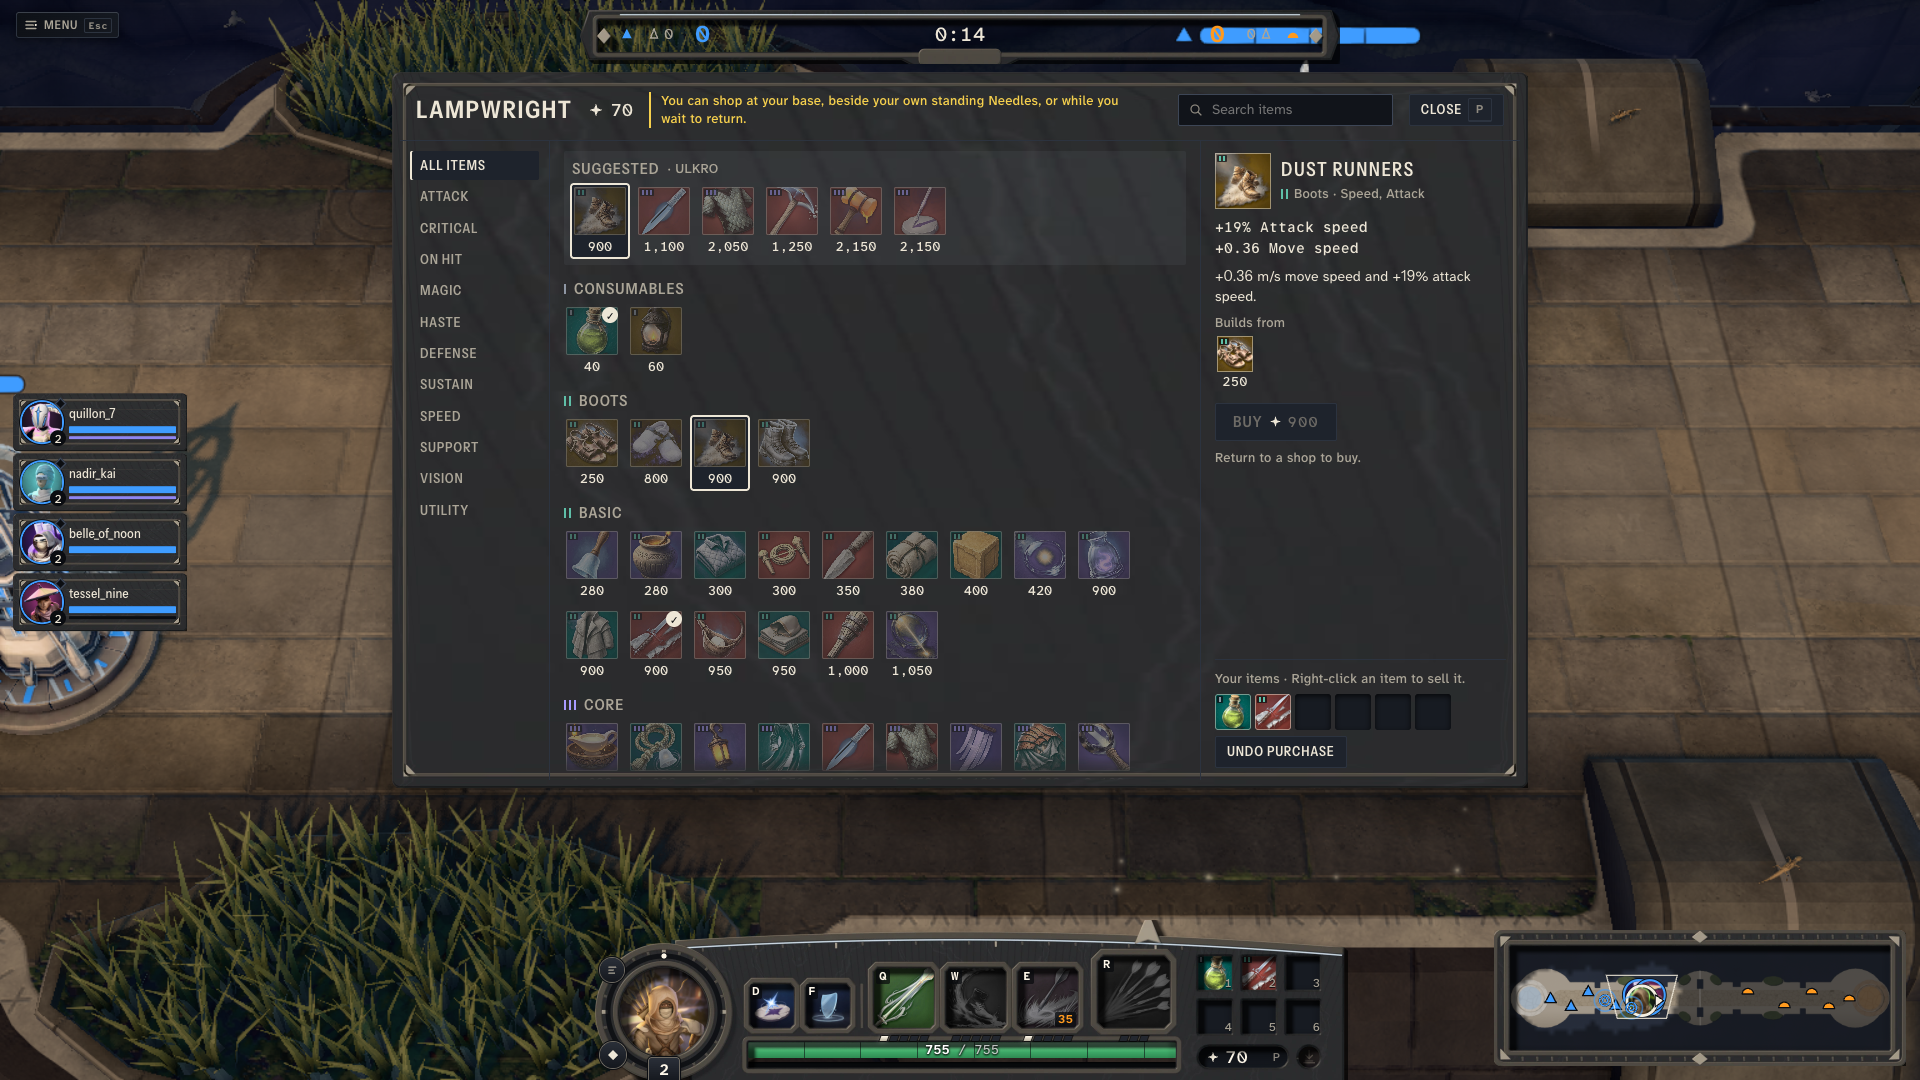 MENU Esc
0 0
0:14
0 0
LAMPWRIGHT 70
You can shop at your base, beside your own standing Needles, or while you
wait to return.
Search items
CLOSE P
ALL ITEMS
ATTACK
CRITICAL
ON HIT
MAGIC
HASTE
DEFENSE
SUSTAIN
SPEED
SUPPORT
VISION
UTILITY
SUGGESTED · ULKRO
900 1,100 2,050 1,250 2,150 2,150
CONSUMABLES
40 60
BOOTS
250 800 900 900
BASIC
280 280 300 300 350 380 400 420 900
900 900 950 950 1,000 1,050
CORE
DUST RUNNERS
Boots · Speed, Attack
+19% Attack speed
+0.36 Move speed
+0.36 m/s move speed and +19% attack
speed.
Builds from
250
BUY 900
Return to a shop to buy.
Your items · Right-click an item to sell it.
UNDO PURCHASE
quillon_7
2
nadir_kai
2
belle_of_noon
2
tessel_nine
2
D F Q W E R
35
1 2 3
4 5 6
755 / 755
70 P
2